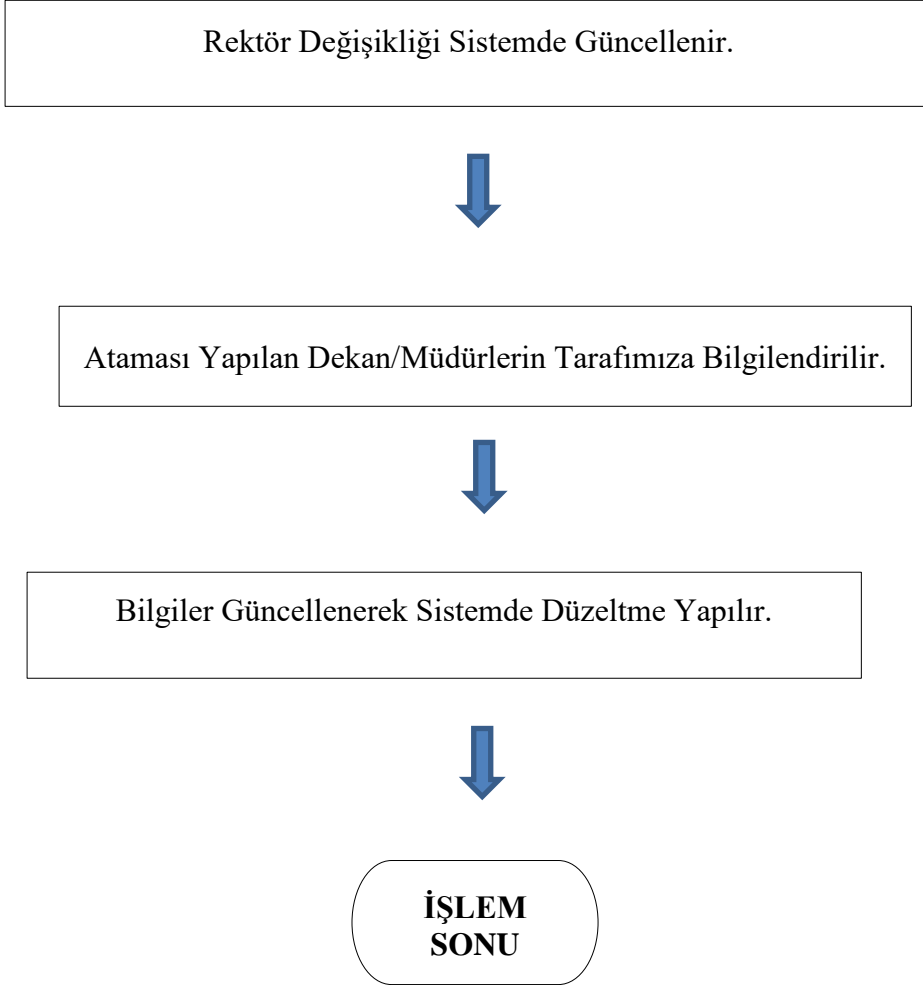 Rektör Değişikliği Sistemde Güncellenir.
Ataması Yapılan Dekan/Müdürlerin Tarafımıza Bilgilendirilir.
Bilgiler Güncellenerek Sistemde Düzeltme Yapılır.
İŞLEM
SONU